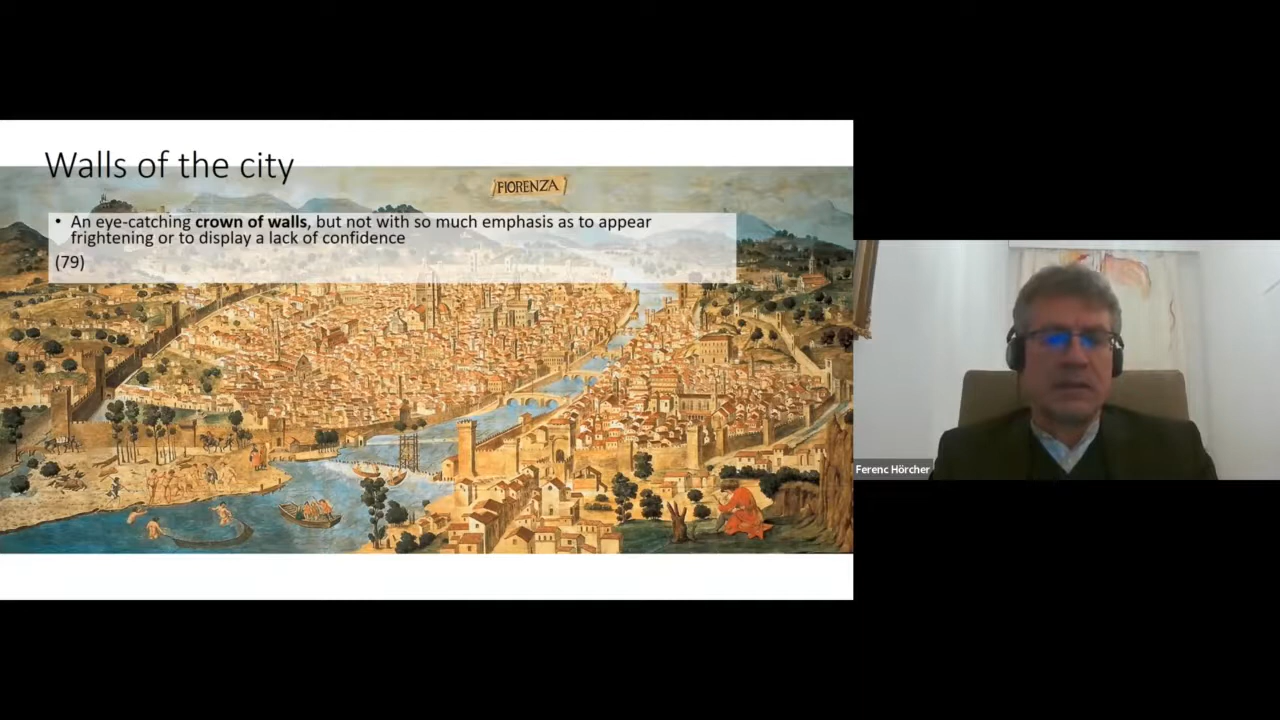 Walls of the city
FIORENZA
• An eye-catching crown of walls, but not with so much emphasis as to appear
frightening or to display a lack of confidence
(79)
Ferenc Hörcher